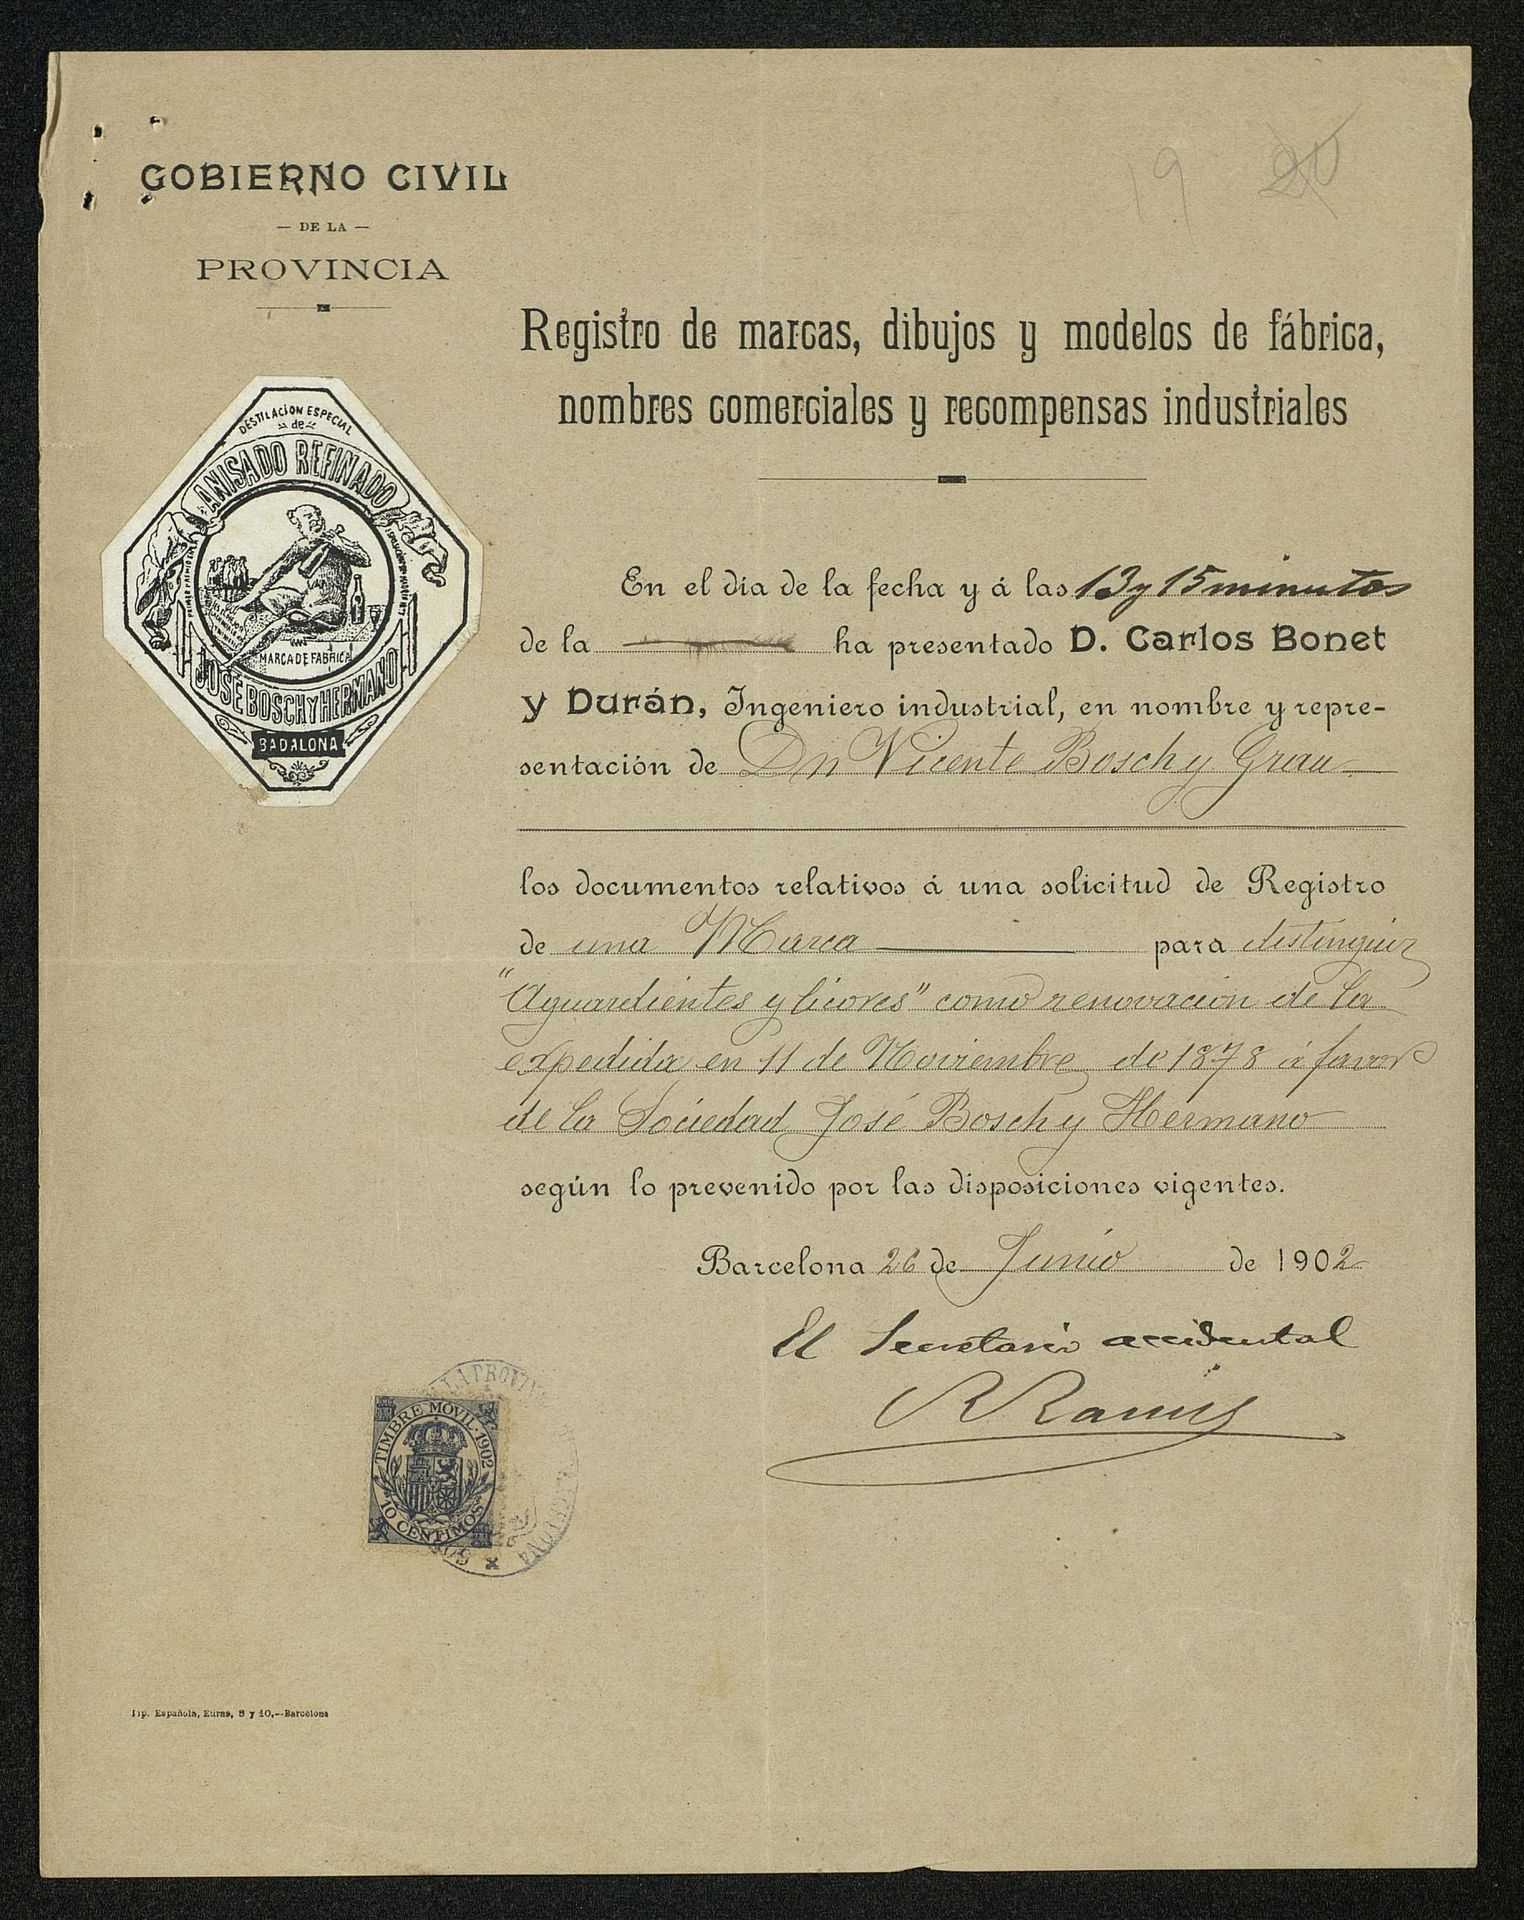 19 20
GOBIERNO CIVIL
— DE LA —
PROVINCIA
Registro de marcas, dibujos y modelos de fábrica,
nombres comerciales y recompensas industriales
DESTILACION ESPECIAL
de
ANISADO REFINADO
MARCA DE FABRICA
JOSÉ BOSCH Y HERMANO
BADALONA
En el día de la fecha y á las 13 y 15 minutos
de la ha presentado D. Carlos Bonet
y Durán, Ingeniero industrial, en nombre y repre-
sentación de Dn Vicente Bosch y Grau
los documentos relativos á una solicitud de Registro
de una Marca para distinguir
"Aguardientes y licores" como renovacion de la
expedida en 11 de Noviembre de 1878 á favor
de la Sociedad José Bosch y Hermano
según lo prevenido por las disposiciones vigentes.
Barcelona 26 de Junio de 1902
El Secretario accidental
TIMBRE MOVIL·1902
10 CENTIMOS
Tip. Española, Euras, 8 y 10.--Barcelona